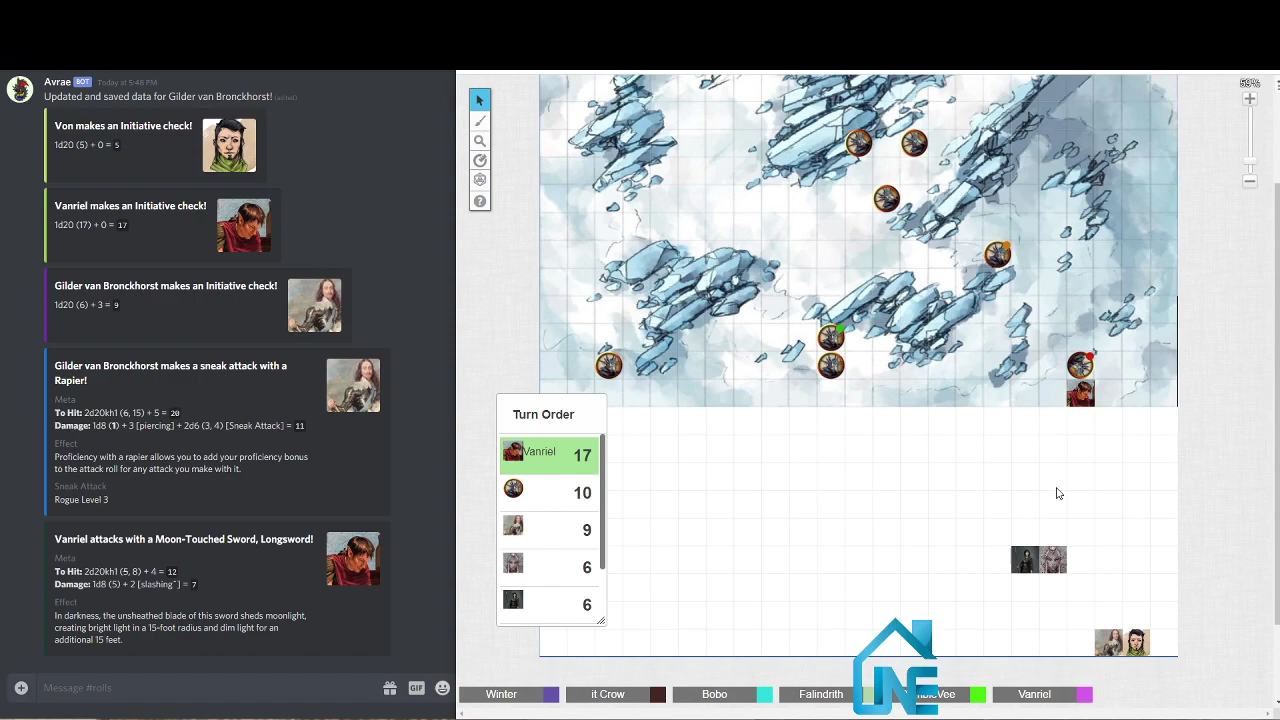 Avrae BOT Today at 5:48 PM
Updated and saved data for Gilder van Bronckhorst! (edited)
Von makes an Initiative check!
1d20 (5) + 0 = 5
Vanriel makes an Initiative check!
1d20 (17) + 0 = 17
Gilder van Bronckhorst makes an Initiative check!
1d20 (6) + 3 = 9
Gilder van Bronckhorst makes a sneak attack with a
Rapier!
Meta
To Hit: 2d20kh1 (6, 15) + 5 = 20
Damage: 1d8 (1) + 3 [piercing] + 2d6 (3, 4) [Sneak Attack] = 11
Effect
Proficiency with a rapier allows you to add your proficiency bonus
to the attack roll for any attack you make with it.
Sneak Attack
Rogue Level 3
Vanriel attacks with a Moon-Touched Sword, Longsword!
Meta
To Hit: 2d20kh1 (5, 8) + 4 = 12
Damage: 1d8 (5) + 2 [slashing^] = 7
Effect
In darkness, the unsheathed blade of this sword sheds moonlight,
creating bright light in a 15-foot radius and dim light for an
additional 15 feet.
Message #rolls
GIF
59%
Turn Order
Vanriel 17
10
9
6
6
Winter
it Crow
Bobo
Falindrith
Vanriel
NE